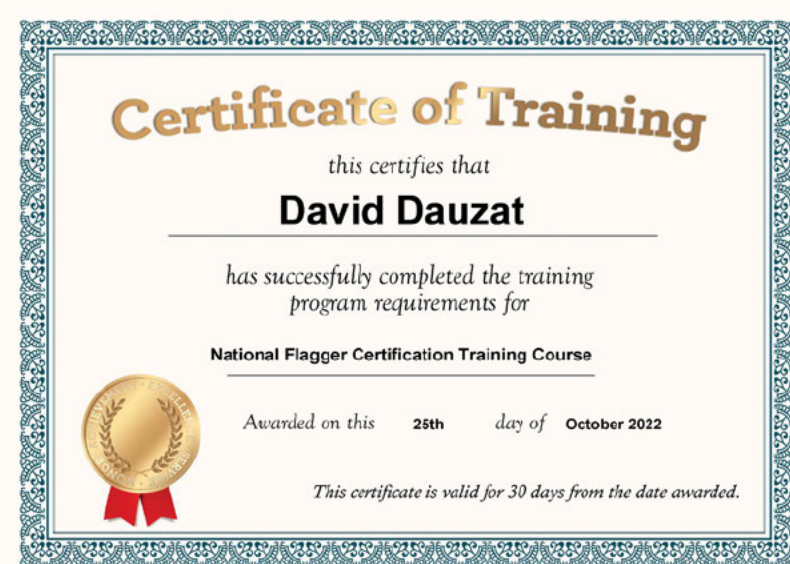 Certificate of Training
this certifies that
David Dauzat
has successfully completed the training
program requirements for
National Flagger Certification Training Course
Awarded on this 25th day of October 2022
This certificate is valid for 30 days from the date awarded.